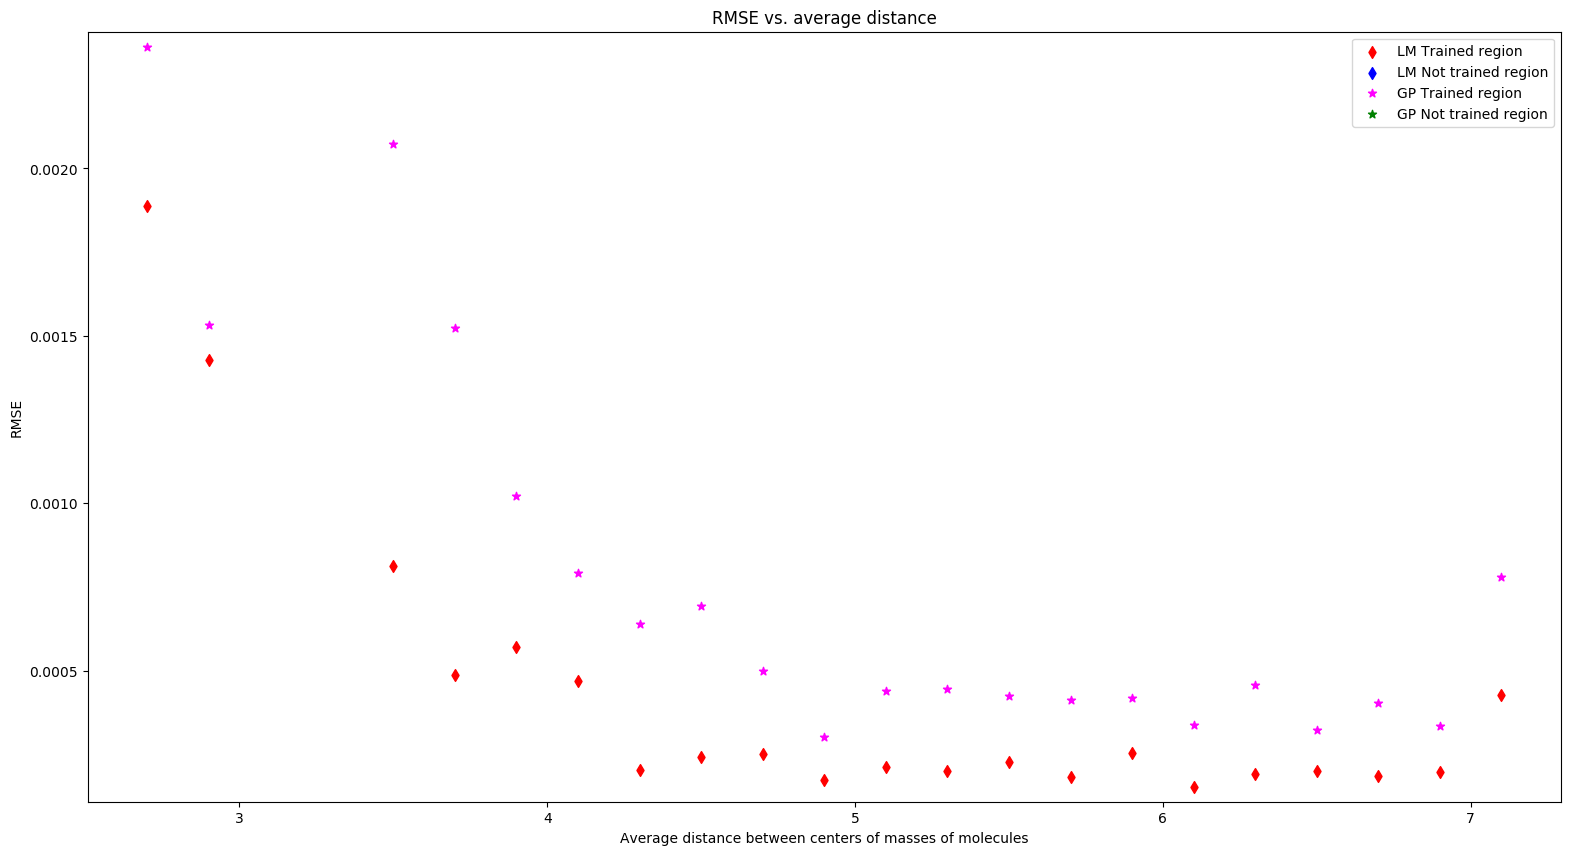 RMSE vs. average distance
LM Trained region
LM Not trained region
GP Trained region
GP Not trained region
0.0020
0.0015
0.0010
0.0005
RMSE
3 4 5 6 7
Average distance between centers of masses of molecules